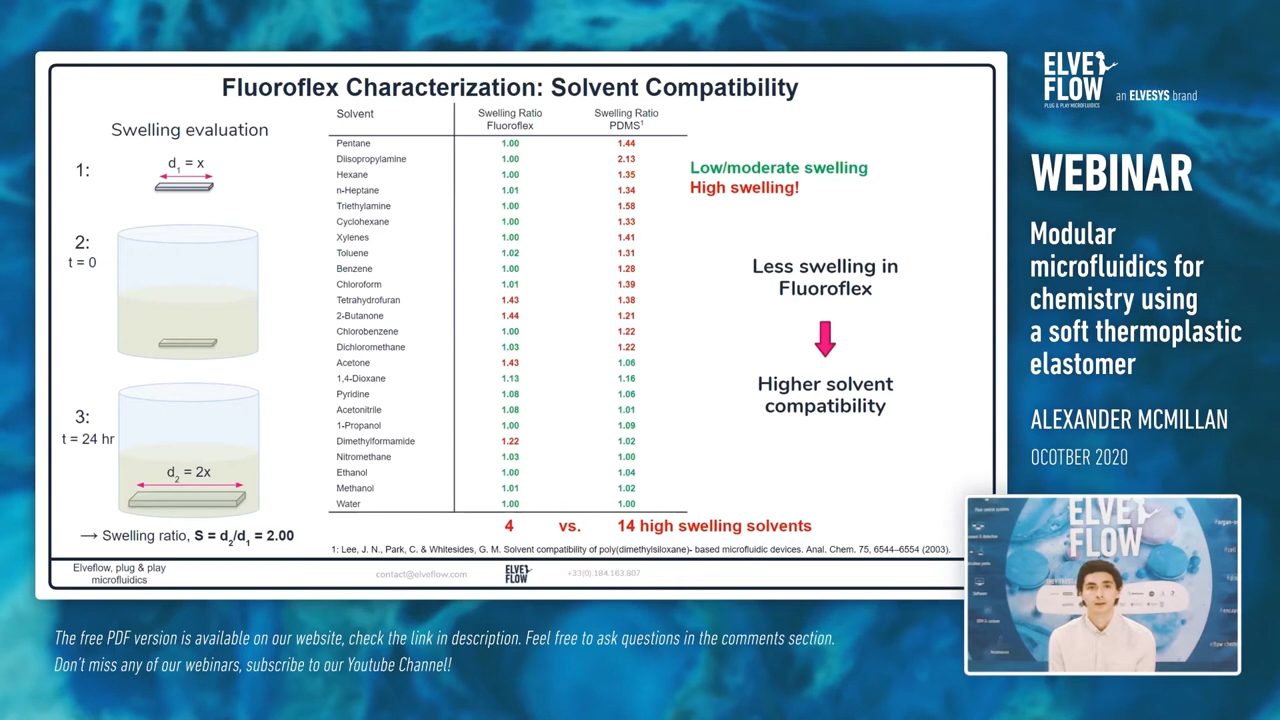 Fluoroflex Characterization: Solvent Compatibility
Swelling evaluation
1:
d1 = x
2:
t = 0
3:
t = 24 hr
d2 = 2x
→ Swelling ratio, S = d2/d1 = 2.00
Solvent Swelling Ratio Fluoroflex Swelling Ratio PDMS1
Pentane 1.00 1.44
Diisopropylamine 1.00 2.13
Hexane 1.00 1.35
n-Heptane 1.01 1.34
Triethylamine 1.00 1.58
Cyclohexane 1.00 1.33
Xylenes 1.00 1.41
Toluene 1.02 1.31
Benzene 1.00 1.28
Chloroform 1.01 1.39
Tetrahydrofuran 1.43 1.38
2-Butanone 1.44 1.21
Chlorobenzene 1.00 1.22
Dichloromethane 1.03 1.22
Acetone 1.43 1.06
1,4-Dioxane 1.13 1.16
Pyridine 1.08 1.06
Acetonitrile 1.08 1.01
1-Propanol 1.00 1.09
Dimethylformamide 1.22 1.02
Nitromethane 1.03 1.00
Ethanol 1.00 1.04
Methanol 1.01 1.02
Water 1.00 1.00
4 vs. 14 high swelling solvents
Low/moderate swelling
High swelling!
Less swelling in
Fluoroflex
Higher solvent
compatibility
1: Lee, J. N., Park, C. & Whitesides, G. M. Solvent compatibility of poly(dimethylsiloxane)- based microfluidic devices. Anal. Chem. 75, 6544–6554 (2003).
Elveflow, plug & play
microfluidics
contact@elveflow.com
ELVE
FLOW
+33(0).184.163.807
ELVE
FLOW
PLUG & PLAY MICROFLUIDICS
an ELVESYS brand
WEBINAR
Modular
microfluidics for
chemistry using
a soft thermoplastic
elastomer
ALEXANDER MCMILLAN
OCOTBER 2020
ELVE
FLOW
The free PDF version is available on our website, check the link in description. Feel free to ask questions in the comments section.
Don't miss any of our webinars, subscribe to our Youtube Channel!